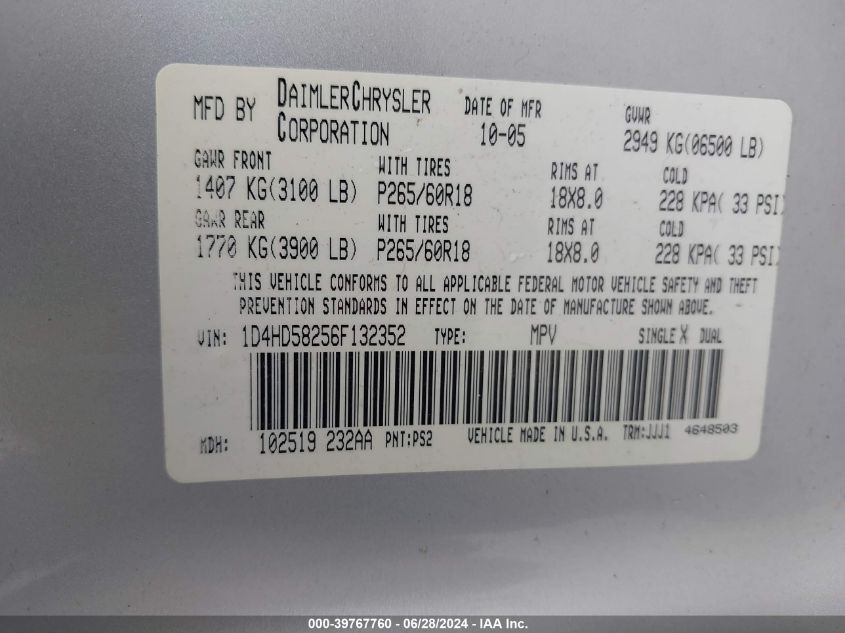 MFD BY DAIMLERCHRYSLER CORPORATION DATE OF MFR 10-05 GVWR 2949 KG(06500 LB)
GAWR FRONT WITH TIRES RIMS AT COLD
1407 KG(3100 LB) P265/60R18 18X8.0 228 KPA( 33 PSI)
GAWR REAR WITH TIRES RIMS AT COLD
1770 KG(3900 LB) P265/60R18 18X8.0 228 KPA( 33 PSI)
THIS VEHICLE CONFORMS TO ALL APPLICABLE FEDERAL MOTOR VEHICLE SAFETY AND THEFT
PREVENTION STANDARDS IN EFFECT ON THE DATE OF MANUFACTURE SHOWN ABOVE.
VIN: 1D4HD58256F132352 TYPE: MPV SINGLE X DUAL
MDH: 102519 232AA PNT:PS2 VEHICLE MADE IN U.S.A. TRM:JJJ1 4648503
000-39767760 - 06/28/2024 - IAA Inc.